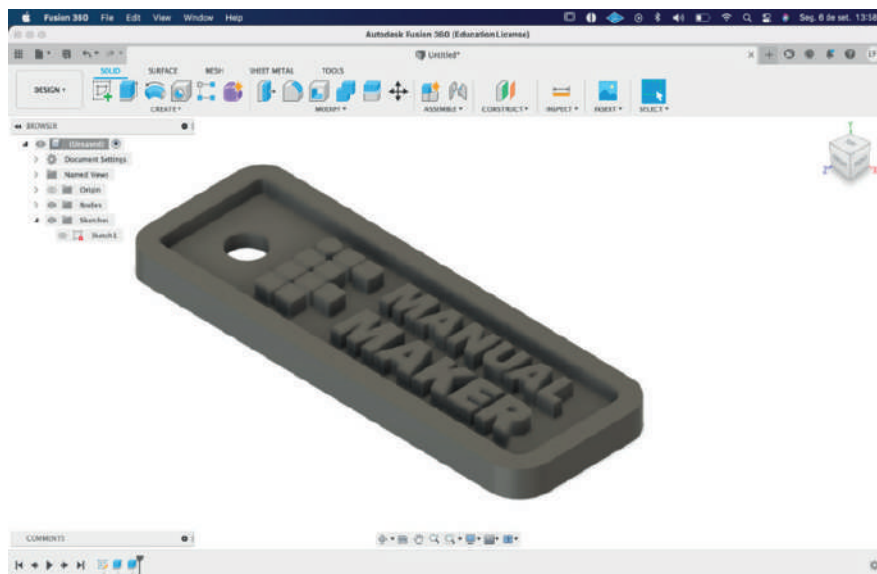 Fusion 360 File Edit View Window Help Seg. 6 de set. 13:58
Autodesk Fusion 360 (Education License)
Untitled*
SOLID SURFACE MESH SHEET METAL TOOLS
DESIGN
CREATE MODIFY ASSEMBLE CONSTRUCT INSPECT INSERT SELECT
BROWSER
(Unsaved)
Document Settings
Named Views
Origin
Bodies
Sketches
Sketch1
MANUAL
MAKER
COMMENTS